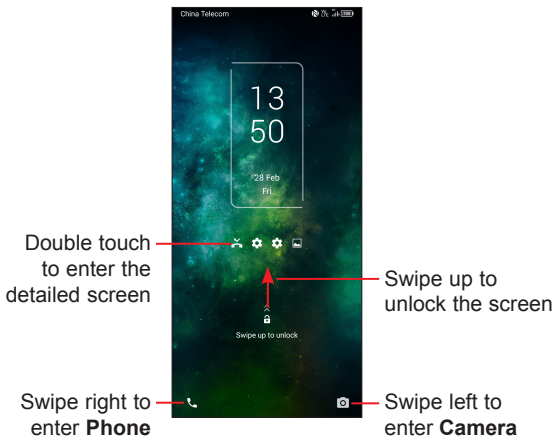 China Telecom
13
50
28 Feb
Fri
Double touch
to enter the
detailed screen
Swipe up to
unlock the screen
Swipe up to unlock
Swipe right to
enter Phone
Swipe left to
enter Camera